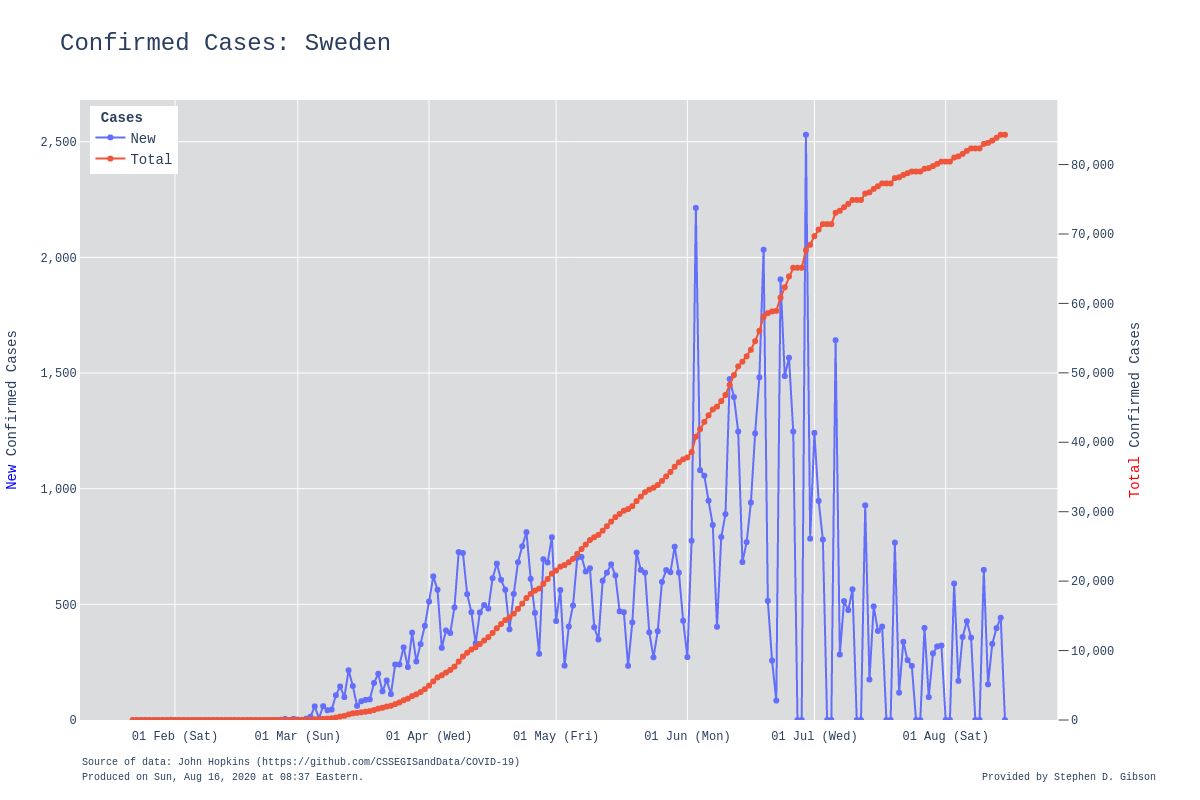 Confirmed Cases: Sweden
Cases
New
Total
2,500
2,000
1,500
1,000
500
0
80,000
70,000
60,000
50,000
40,000
30,000
20,000
10,000
0
New Confirmed Cases
Total Confirmed Cases
01 Feb (Sat)
01 Mar (Sun)
01 Apr (Wed)
01 May (Fri)
01 Jun (Mon)
01 Jul (Wed)
01 Aug (Sat)
Source of data: John Hopkins (https://github.com/CSSEGISandData/COVID-19)
Produced on Sun, Aug 16, 2020 at 08:37 Eastern.
Provided by Stephen D. Gibson